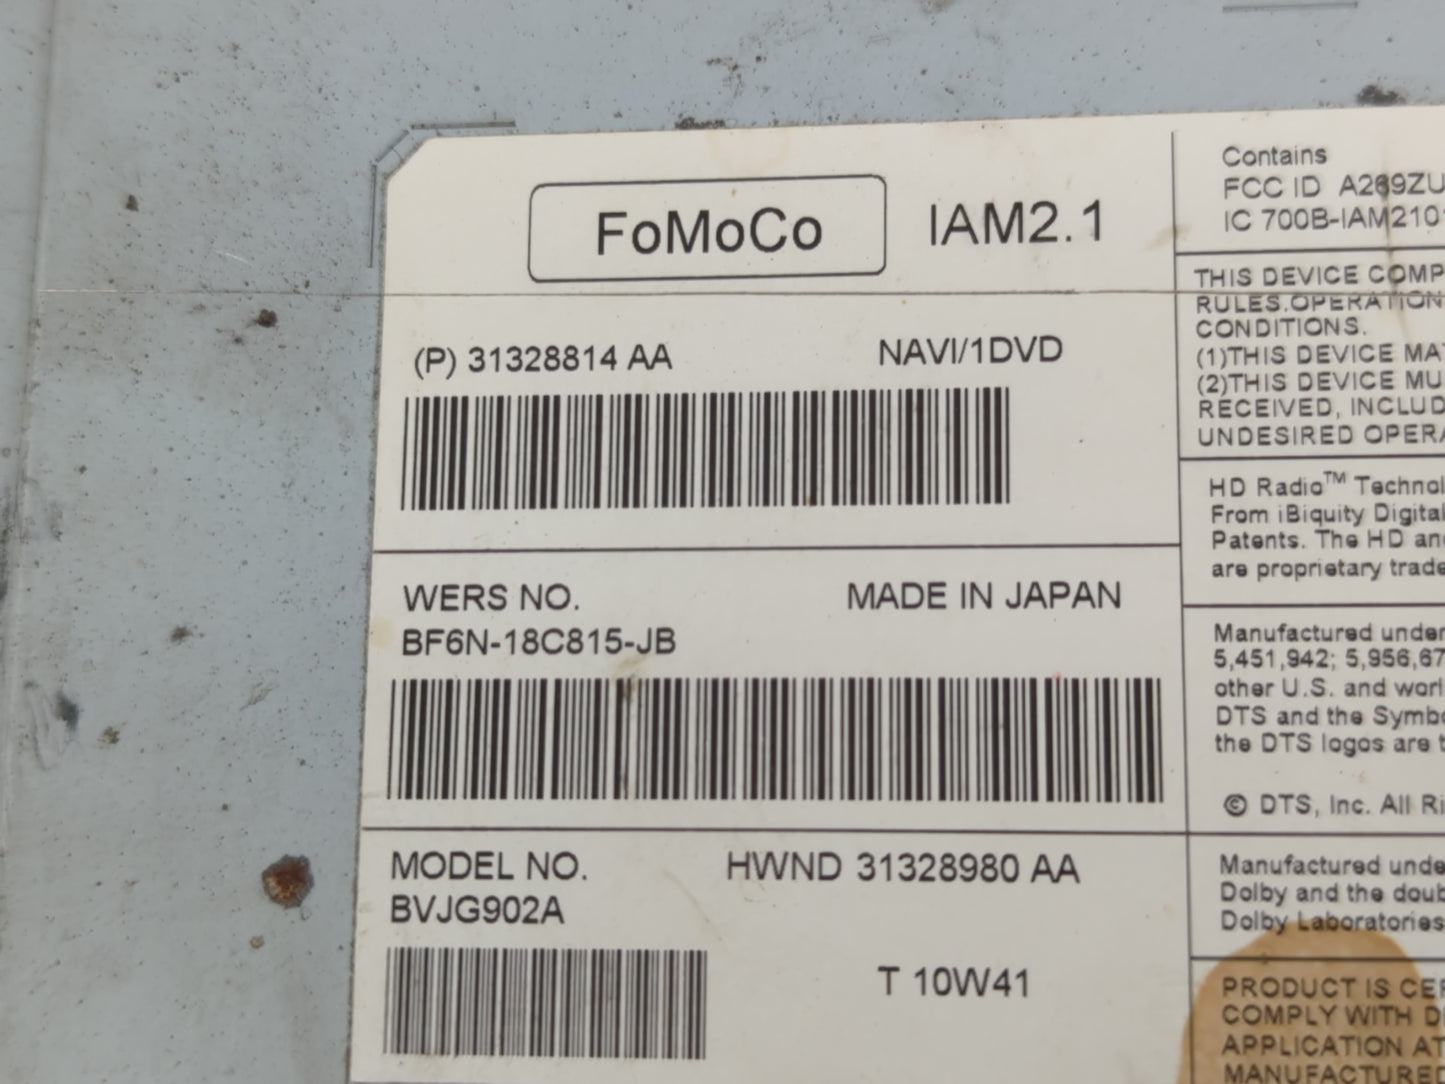 FoMoCo IAM2.1
(P) 31328814 AA NAVI/1DVD
WERS NO. MADE IN JAPAN
BF6N-18C815-JB
MODEL NO. HWND 31328980 AA
BVJG902A
T 10W41
Contains
FCC ID A269ZU
IC 700B-IAM210
THIS DEVICE COMP
RULES.OPERATION
CONDITIONS.
(1)THIS DEVICE MA
(2)THIS DEVICE MU
RECEIVED, INCLUD
UNDESIRED OPERA
HD Radio™ Technol
From iBiquity Digital
Patents. The HD an
are proprietary trade
Manufactured under
5,451,942; 5,956,67
other U.S. and worl
DTS and the Symbo
the DTS logos are t
© DTS, Inc. All Ri
Manufactured unde
Dolby and the doub
Dolby Laboratories
PRODUCT IS CER
COMPLY WITH D
APPLICATION AT
MANUFACTURED